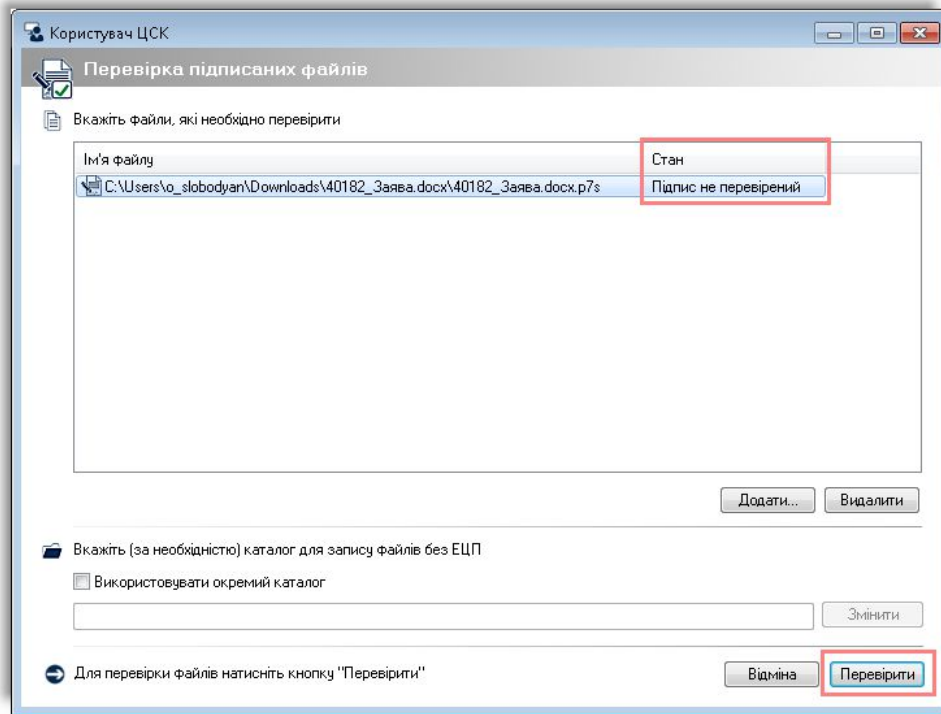 Користувач ЦСК
Перевірка підписаних файлів
Вкажіть файли, які необхідно перевірити
Ім'я файлу Стан
C:\Users\o_slobodyan\Downloads\40182_Заява.docx\40182_Заява.docx.p7s Підпис не перевірений
Додати... Видалити
Вкажіть (за необхідністю) каталог для запису файлів без ЕЦП
Використовувати окремий каталог
Змінити
Для перевірки файлів натисніть кнопку "Перевірити" Відміна Перевірити